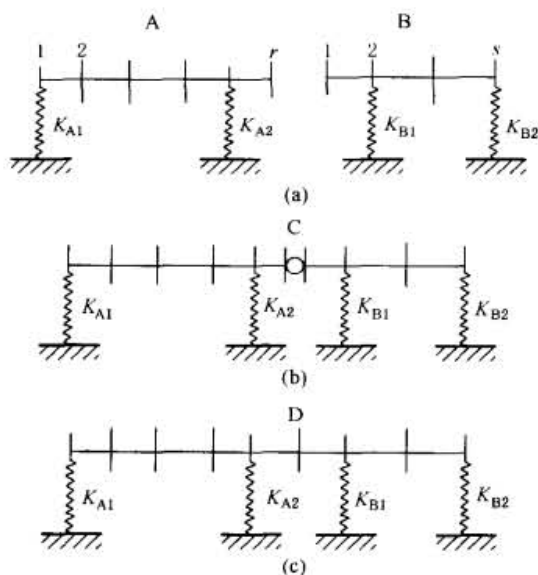 A B
1 2 r 1 2 s
K_A1 K_A2 K_B1 K_B2
(a)
C
K_A1 K_A2 K_B1 K_B2
(b)
D
K_A1 K_A2 K_B1 K_B2
(c)